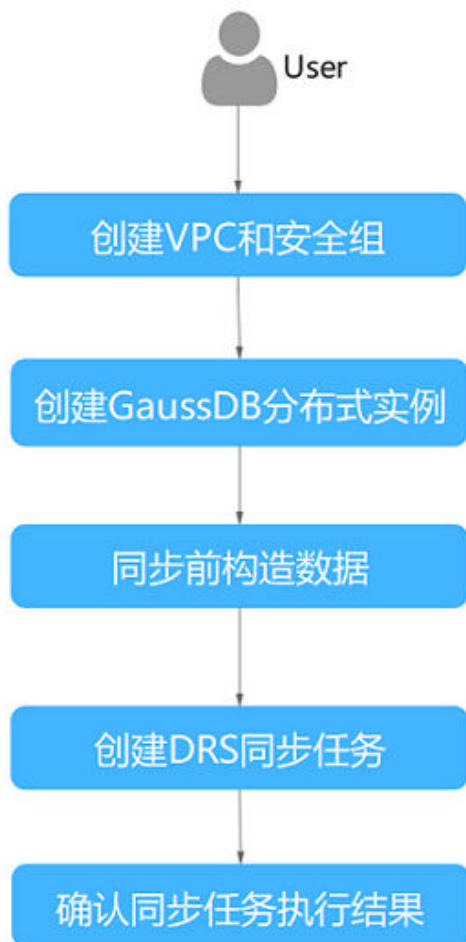 User
创建VPC和安全组
创建GaussDB分布式实例
同步前构造数据
创建DRS同步任务
确认同步任务执行结果